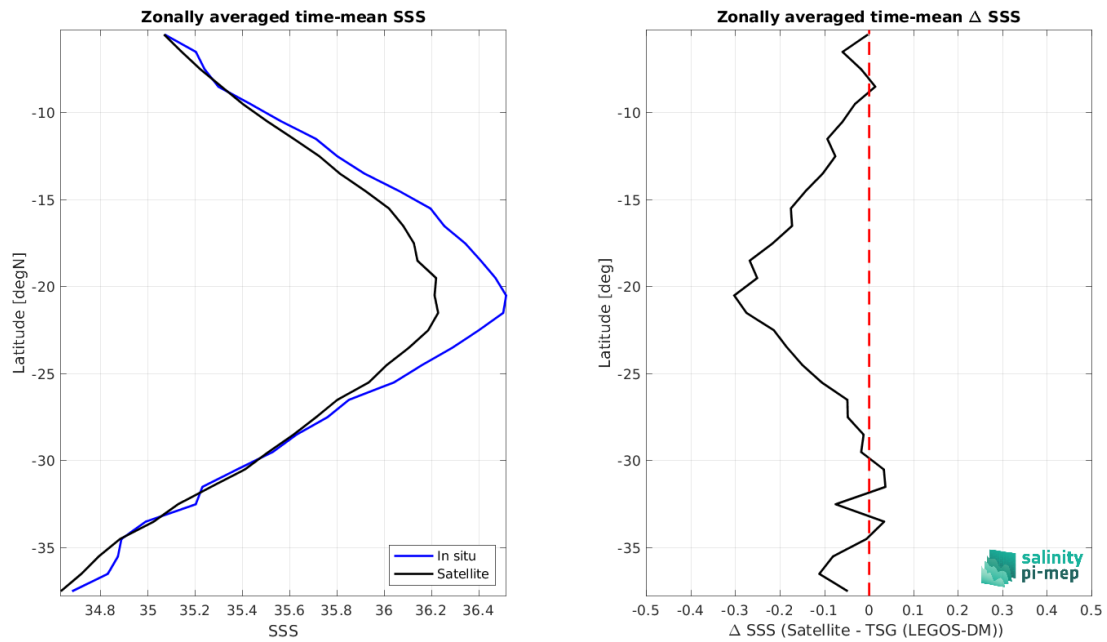 Zonally averaged time-mean SSS
Latitude [degN]
-10
-15
-20
-25
-30
-35
34.8 35 35.2 35.4 35.6 35.8 36 36.2 36.4
SSS
In situ
Satellite
Zonally averaged time-mean Δ SSS
Latitude [deg]
-10
-15
-20
-25
-30
-35
-0.5 -0.4 -0.3 -0.2 -0.1 0 0.1 0.2 0.3 0.4 0.5
Δ SSS (Satellite - TSG (LEGOS-DM))
salinity
pi-mep